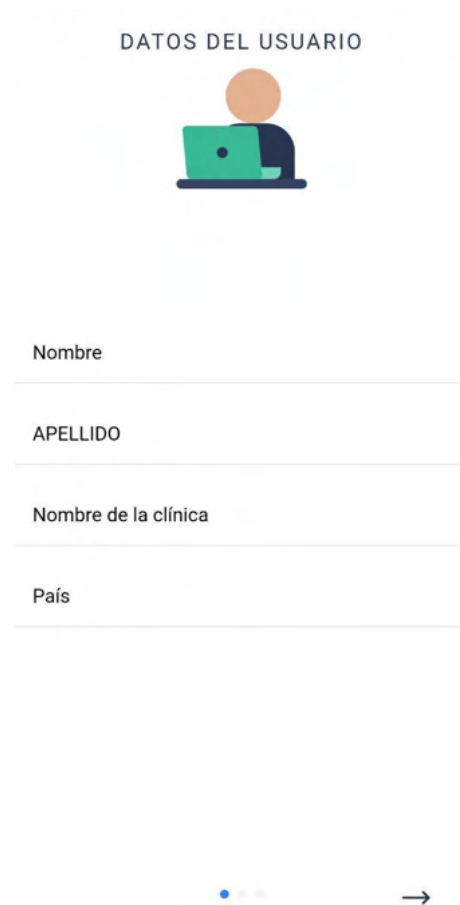 DATOS DEL USUARIO
Nombre
APELLIDO
Nombre de la clínica
País